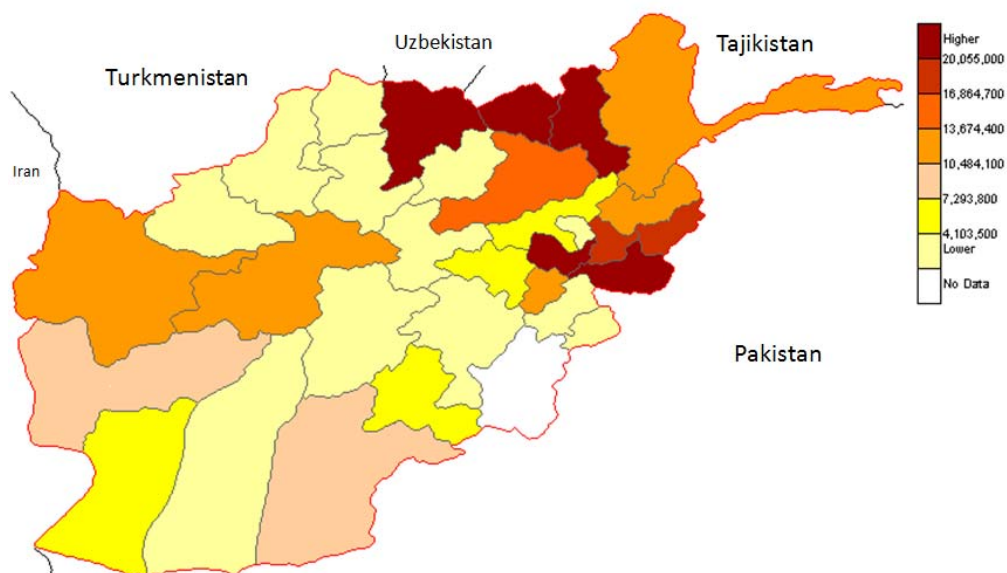 Uzbekistan
Tajikistan
Turkmenistan
Iran
Pakistan
Higher
20,055,000
16,864,700
13,674,400
10,484,100
7,293,800
4,103,500
Lower
No Data